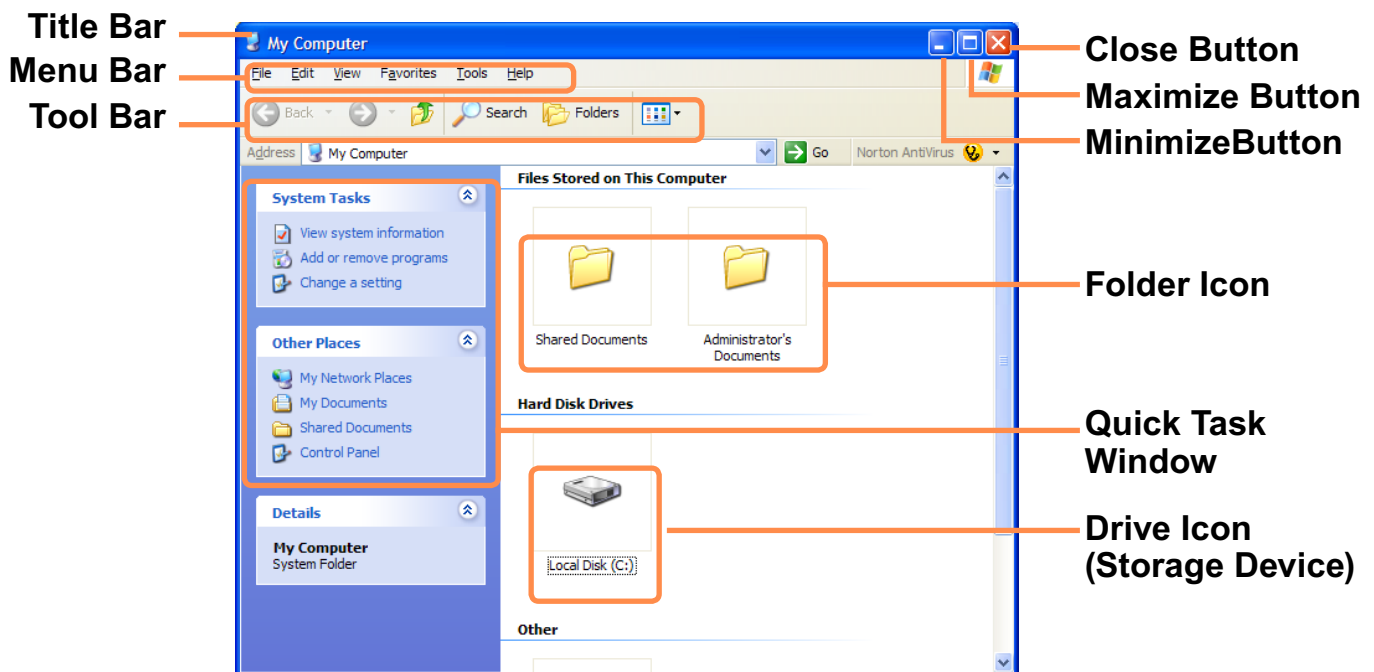 Title Bar
Menu Bar
Tool Bar
My Computer
File Edit View Favorites Tools Help
Back Search Folders
Address My Computer Go Norton AntiVirus
System Tasks
View system information
Add or remove programs
Change a setting
Other Places
My Network Places
My Documents
Shared Documents
Control Panel
Details
My Computer
System Folder
Files Stored on This Computer
Shared Documents
Administrator's
Documents
Hard Disk Drives
Local Disk (C:)
Other
Close Button
Maximize Button
MinimizeButton
Folder Icon
Quick Task
Window
Drive Icon
(Storage Device)